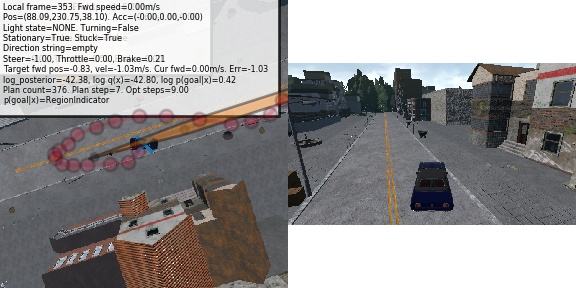 Local frame=353. Fwd speed=0.00m/s
Pos=(88.09,230.75,38.10). Acc=(-0.00,0.00,-0.00)
Light state=NONE. Turning=False
Stationary=True. Stuck=True
Direction string=empty
Steer=-1.00, Throttle=0.00, Brake=0.21
Target fwd pos=-0.83, vel=-1.03m/s. Cur fwd=0.00m/s. Err=-1.03
log_posterior=-42.38, log q(x)=-42.80, log p(goal|x)=0.42
Plan count=376. Plan step=7. Opt steps=9.00
p(goal|x)=RegionIndicator